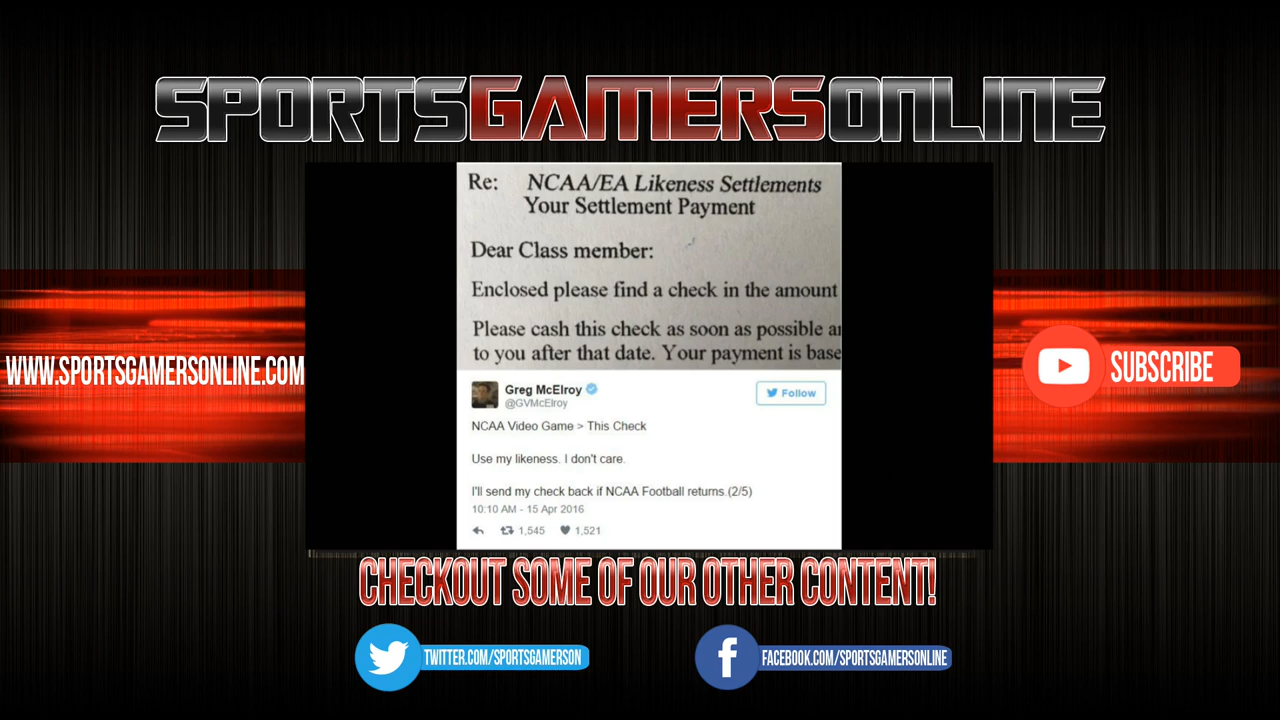 SPORTSGAMERSONLINE
Re: NCAA/EA Likeness Settlements
Your Settlement Payment
Dear Class member:
Enclosed please find a check in the amount
Please cash this check as soon as possible
to you after that date. Your payment is
Greg McElroy
@GVMcElroy
Follow
NCAA Video Game > This Check
Use my likeness. I don't care.
I'll send my check back if NCAA Football returns.(2/5)
10:10 AM - 15 Apr 2016
1,545 1,521
WWW.SPORTSGAMERSONLINE.COM
SUBSCRIBE
CHECKOUT SOME OF OUR OTHER CONTENT!
TWITTER.COM/SPORTSGAMERSON
FACEBOOK.COM/SPORTSGAMERSONLINE